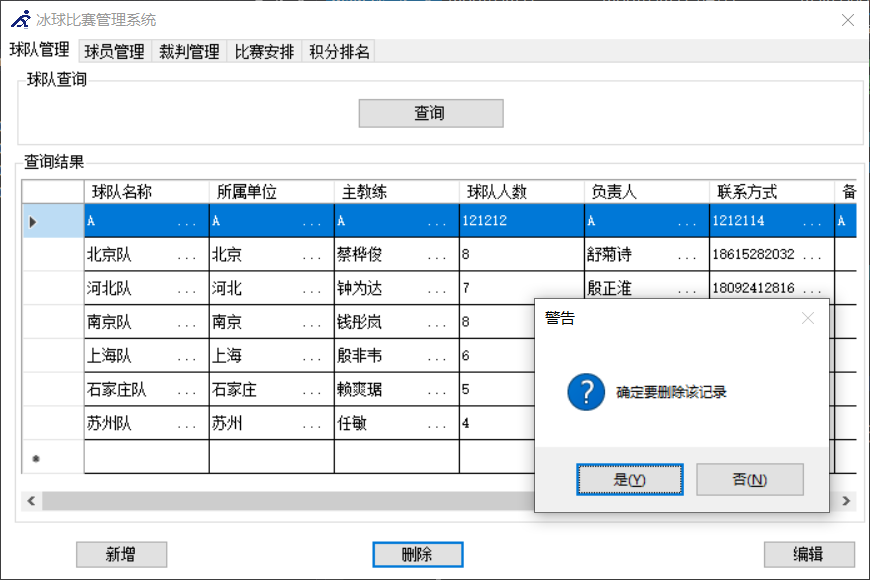 冰球比赛管理系统
球队管理 球员管理 裁判管理 比赛安排 积分排名
球队查询
查询
查询结果
球队名称 所属单位 主教练 球队人数 负责人 联系方式 备
A ... A ... A ... 121212 A ... 1212114 ... A
北京队 ... 北京 ... 蔡桦俊 ... 8 舒菊诗 ... 18615282032 ...
河北队 ... 河北 ... 钟为达 ... 7 殷正淮 ... 18092412816 ...
南京队 ... 南京 ... 钱彤岚 ... 8
上海队 ... 上海 ... 殷非韦 ... 6
石家庄队 ... 石家庄 ... 赖爽琚 ... 5
苏州队 ... 苏州 ... 任敏 ... 4
警告
确定要删除该记录
是(Y) 否(N)
新增 删除 编辑